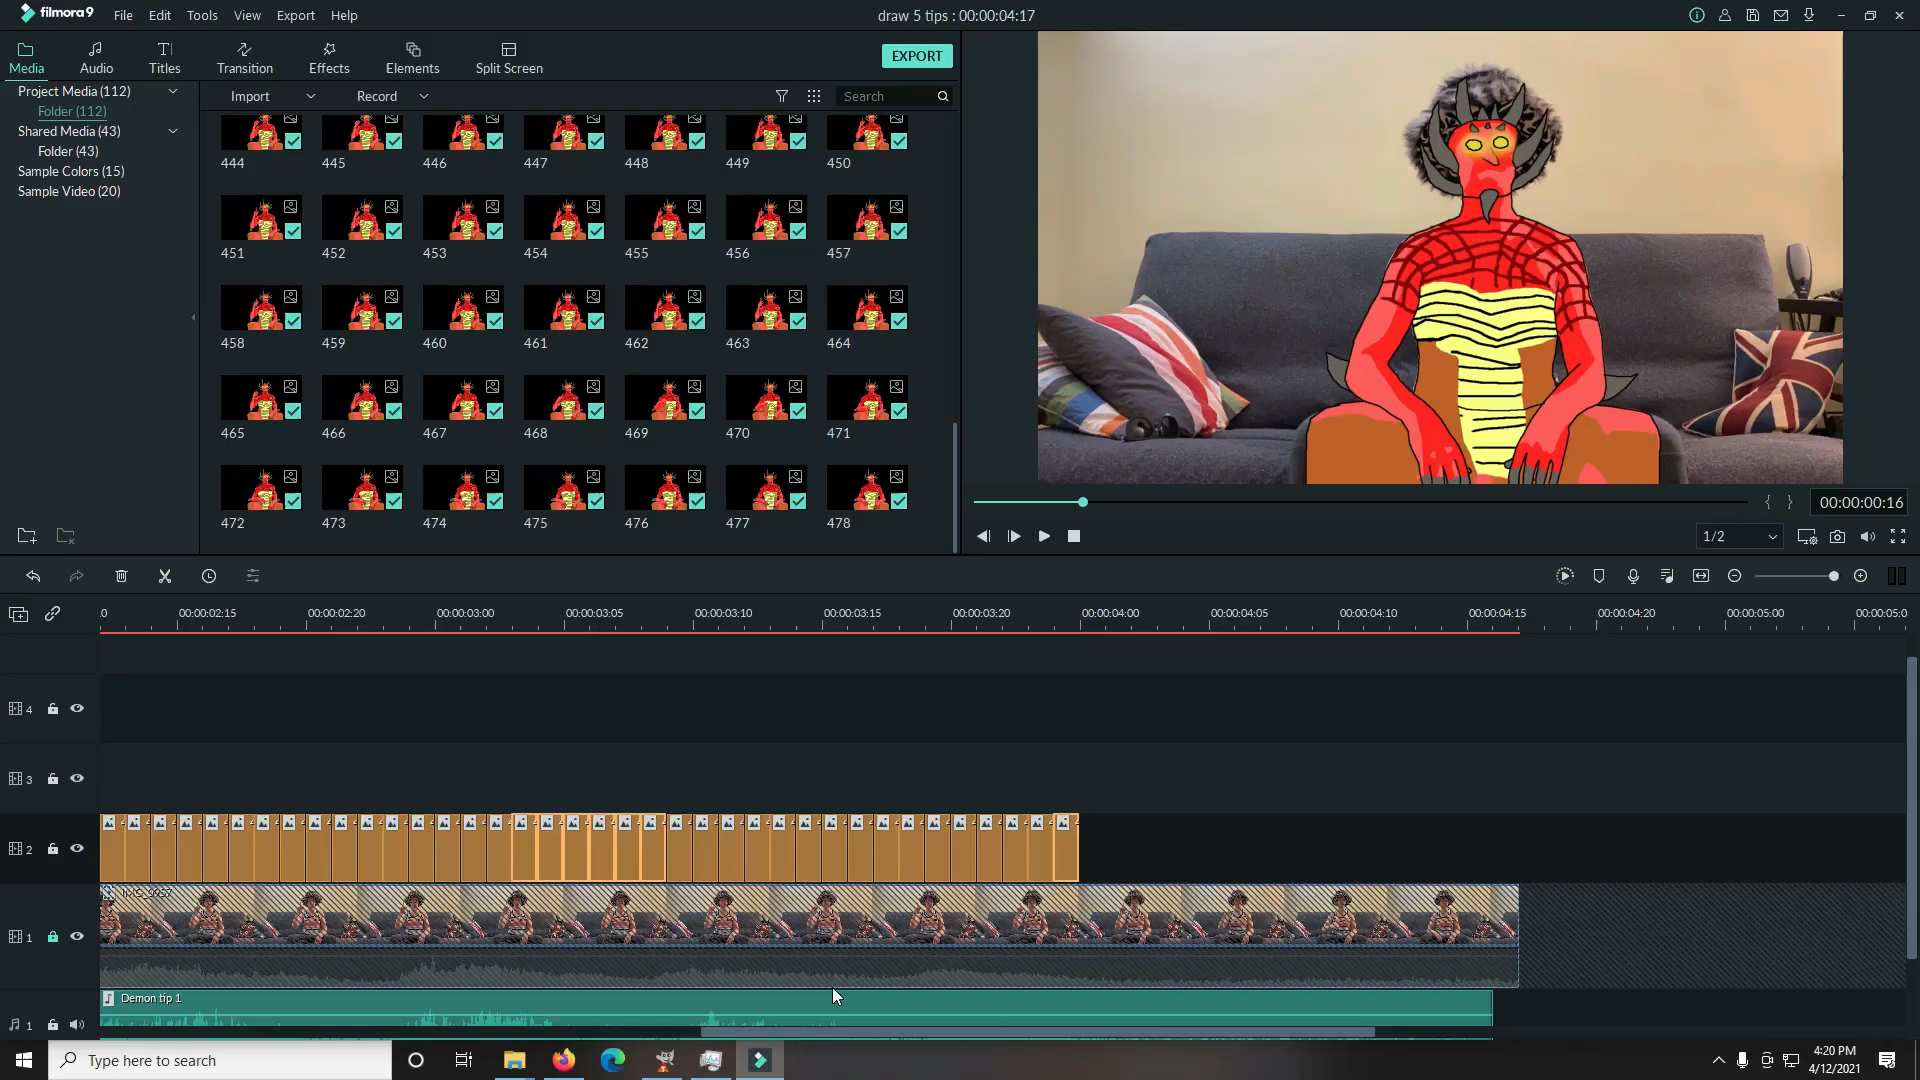 filmora9 File Edit Tools View Export Help draw 5 tips : 00:00:04:17
Media Audio Titles Transition Effects Elements Split Screen EXPORT
Project Media (112)
Folder (112)
Shared Media (43)
Folder (43)
Sample Colors (15)
Sample Video (20)
Import Record Search
444 445 446 447 448 449 450
451 452 453 454 455 456 457
458 459 460 461 462 463 464
465 466 467 468 469 470 471
472 473 474 475 476 477 478
{ } 00:00:00:16
1/2
0 00:00:02:15 00:00:02:20 00:00:03:00 00:00:03:05 00:00:03:10 00:00:03:15 00:00:03:20 00:00:04:00 00:00:04:05 00:00:04:10 00:00:04:15 00:00:04:20 00:00:05:00 00:00:05:0
4
3
2
1
Demon tip 1
1
Type here to search
4:20 PM
4/12/2021